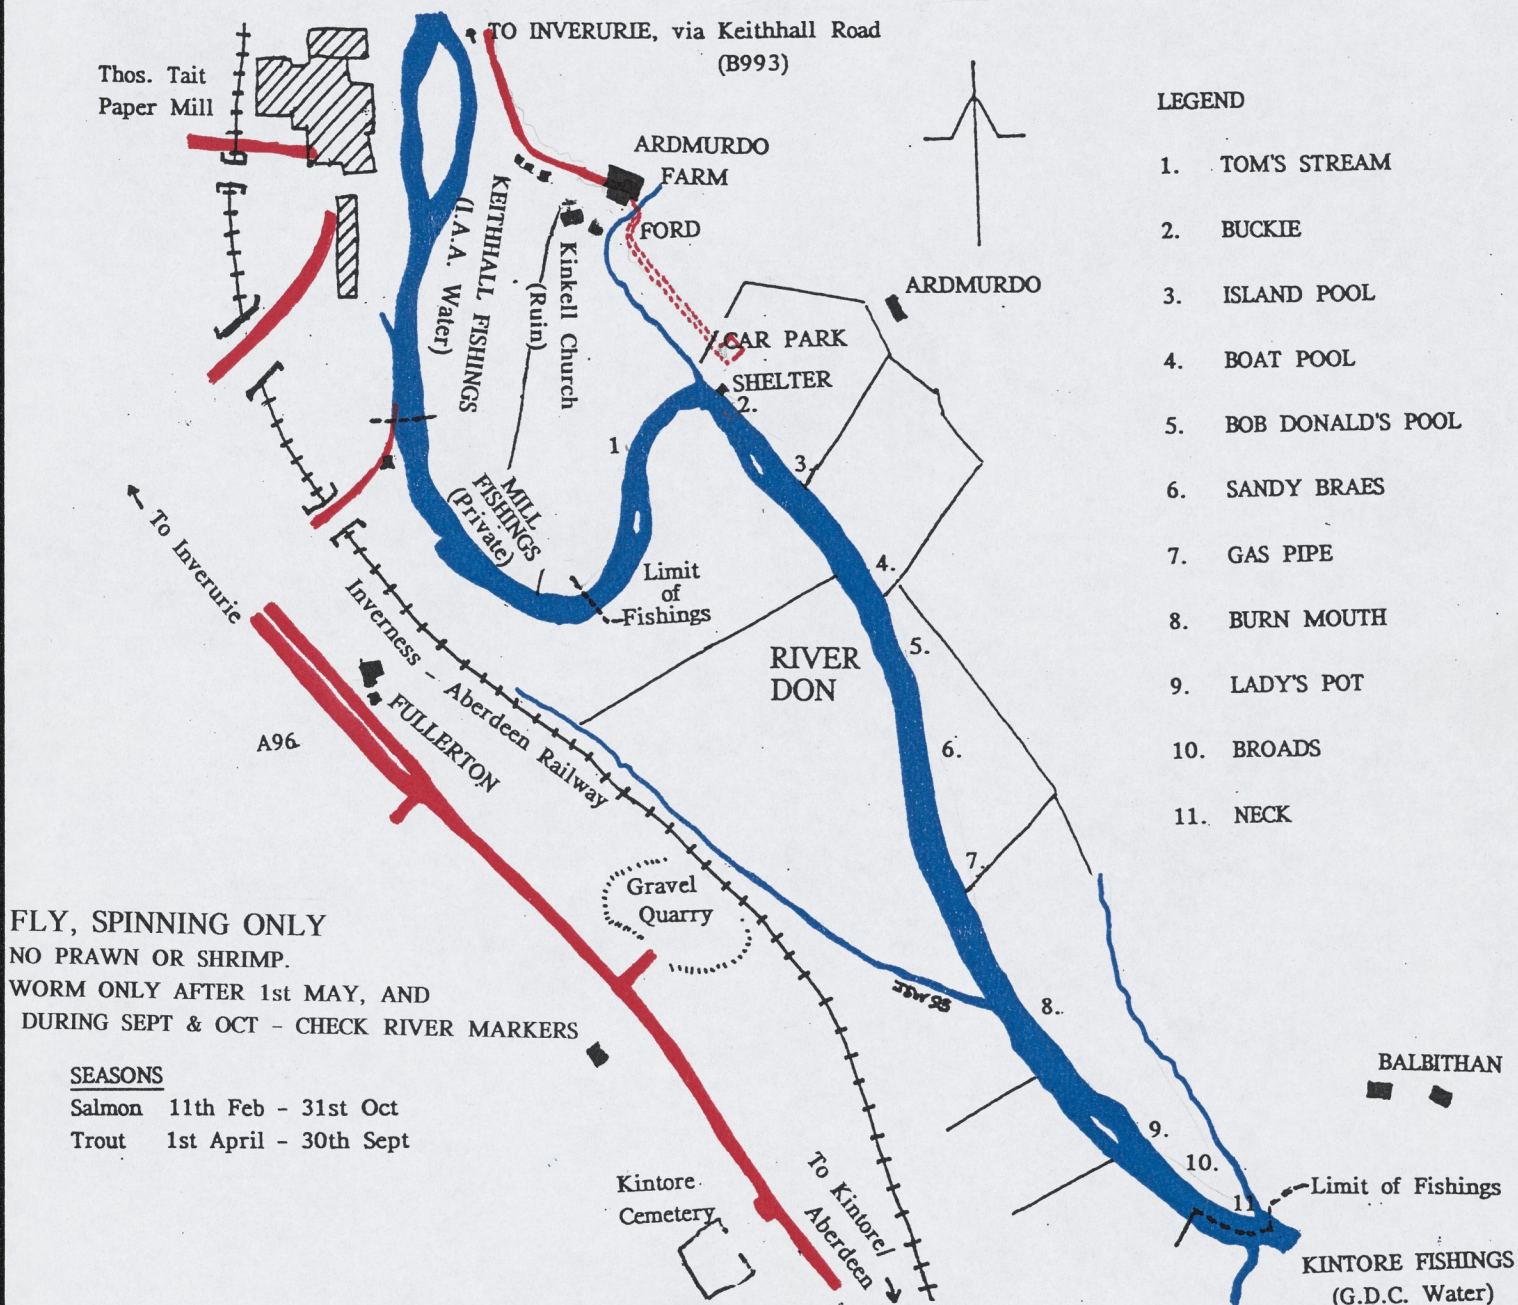 TO INVERURIE, via Keithhall Road
(B993)
Thos. Tait
Paper Mill
ARDMURDO
FARM
FORD
KEITHHALL FISHINGS
(I.A.A. Water)
Kinkell Church
(Ruin)
ARDMURDO
CAR PARK
SHELTER
2.
1
3.
MILL
FISHINGS
(Private)
Limit
of
Fishings
4.
5.
RIVER
DON
6.
7.
8.
9.
10.
11
To Inverurie
Inverness - Aberdeen Railway
FULLERTON
A96
Gravel
Quarry
JSW 98
BALBITHAN
Limit of Fishings
KINTORE FISHINGS
(G.D.C. Water)
Kintore
Cemetery
To Kintore/
Aberdeen
LEGEND
1. TOM'S STREAM
2. BUCKIE
3. ISLAND POOL
4. BOAT POOL
5. BOB DONALD'S POOL
6. SANDY BRAES
7. GAS PIPE
8. BURN MOUTH
9. LADY'S POT
10. BROADS
11. NECK
FLY, SPINNING ONLY
NO PRAWN OR SHRIMP.
WORM ONLY AFTER 1st MAY, AND
DURING SEPT & OCT - CHECK RIVER MARKERS
SEASONS
Salmon 11th Feb - 31st Oct
Trout 1st April - 30th Sept